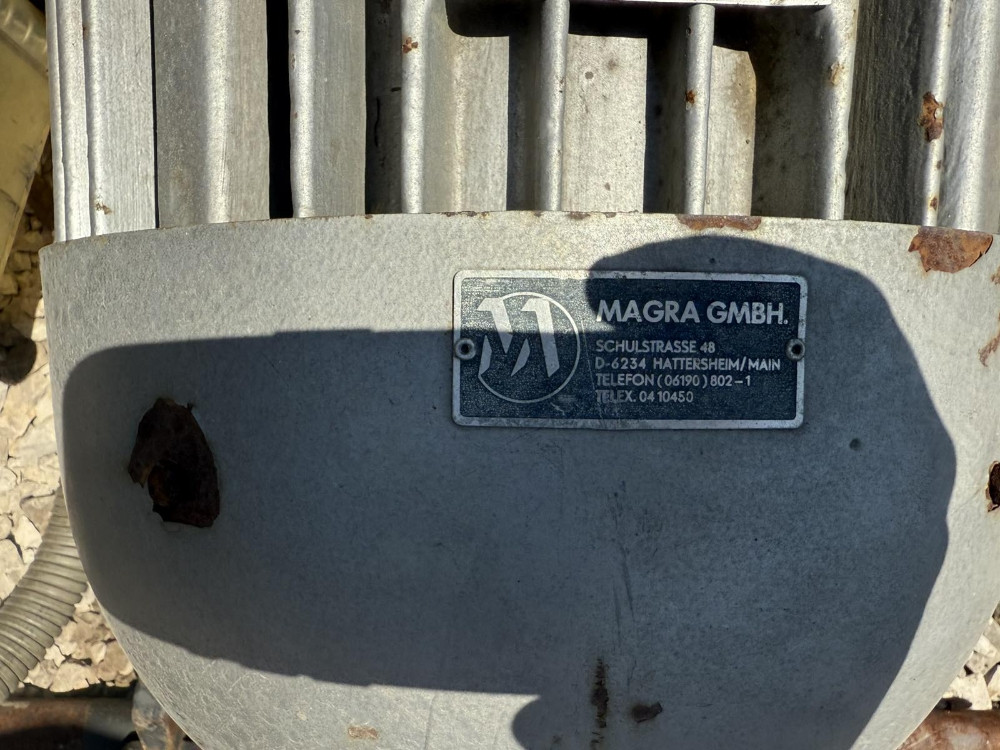 M
MAGRA GMBH.
SCHULSTRASSE 48
D-6234 HATTERSHEIM/MAIN
TELEFON (06190) 802-1
TELEX. 04 10450